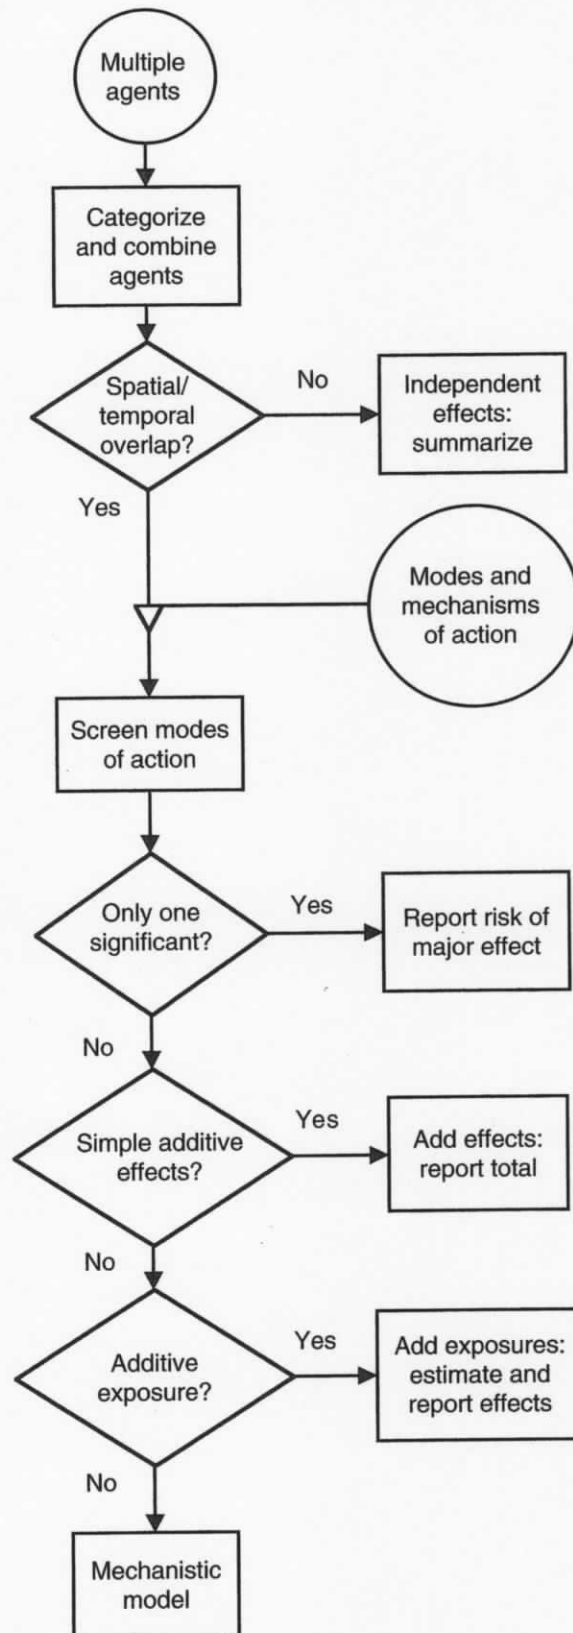 Multiple
agents
Categorize
and combine
agents
Spatial/
temporal
overlap?
No
Independent
effects:
summarize
Yes
Modes and
mechanisms
of action
Screen modes
of action
Only one
significant?
Yes
Report risk of
major effect
No
Simple additive
effects?
Yes
Add effects:
report total
No
Additive
exposure?
Yes
Add exposures:
estimate and
report effects
No
Mechanistic
model